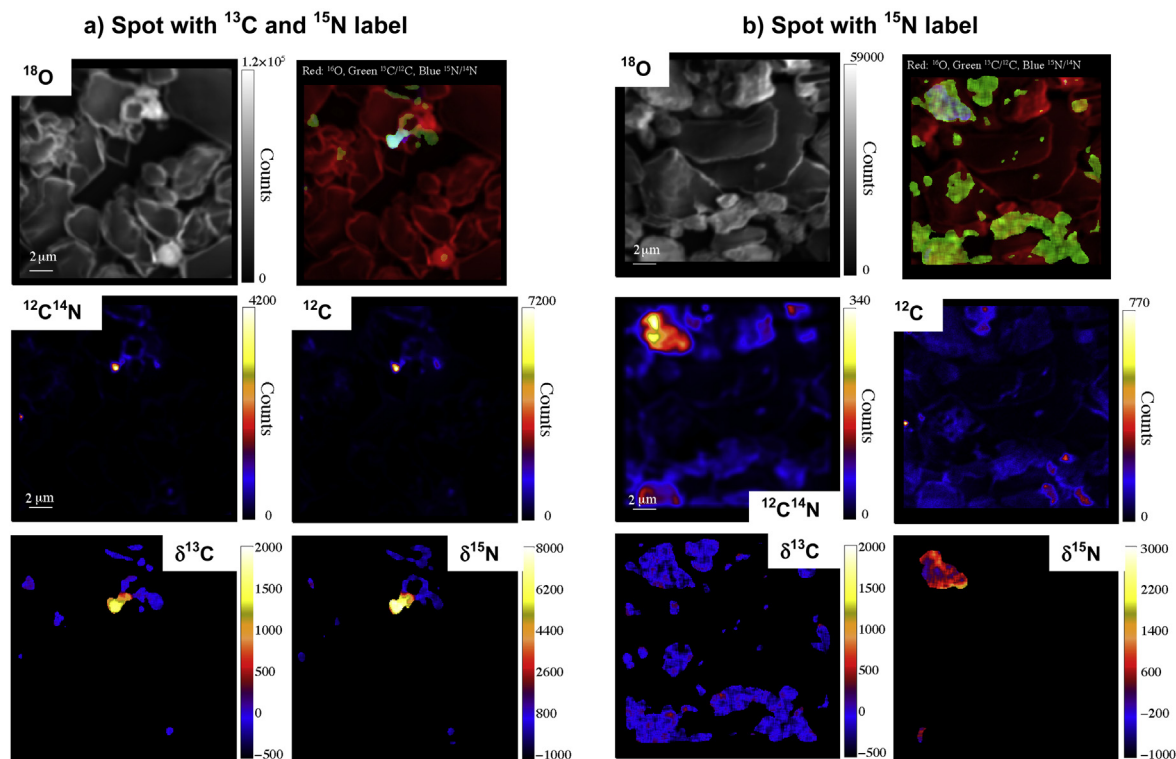 a) Spot with ¹³C and ¹⁵N label
¹⁸O
2 μm
1.2×10⁵
Counts
0
Red: ¹⁶O, Green ¹³C/¹²C, Blue ¹⁵N/¹⁴N
¹²C¹⁴N
2 μm
4200
Counts
0
¹²C
7200
Counts
0
δ¹³C
2000
1500
1000
500
0
−500
δ¹⁵N
8000
6200
4400
2600
800
−1000
b) Spot with ¹⁵N label
¹⁸O
2 μm
59000
Counts
0
Red: ¹⁶O, Green ¹³C/¹²C, Blue ¹⁵N/¹⁴N
2 μm
¹²C¹⁴N
340
Counts
0
¹²C
770
Counts
0
δ¹³C
2000
1500
1000
500
0
−500
δ¹⁵N
3000
2200
1400
600
−200
−1000